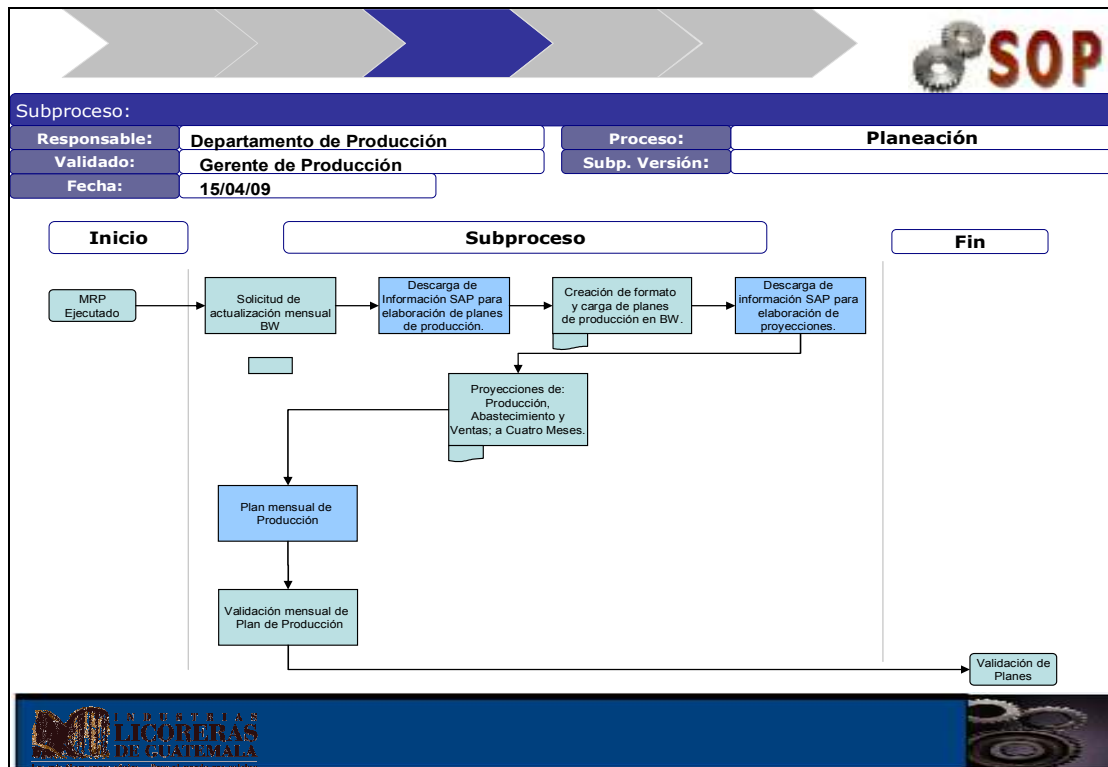 SOP
Subproceso:
Responsable:
Departamento de Producción
Proceso:
Planeación
Validado:
Gerente de Producción
Subp. Versión:
Fecha:
15/04/09
Inicio
Subproceso
Fin
MRP
Ejecutado
Solicitud de
actualización mensual
BW
Descarga de
Información SAP para
elaboración de planes
de producción.
Creación de formato
y carga de planes
de producción en BW.
Descarga de
información SAP para
elaboración de
proyecciones.
Proyecciones de:
Producción,
Abastecimiento y
Ventas; a Cuatro Meses.
Plan mensual de
Producción
Validación mensual de
Plan de Producción
Validación de
Planes
INDUSTRIAS
LICORERAS
DE GUATEMALA